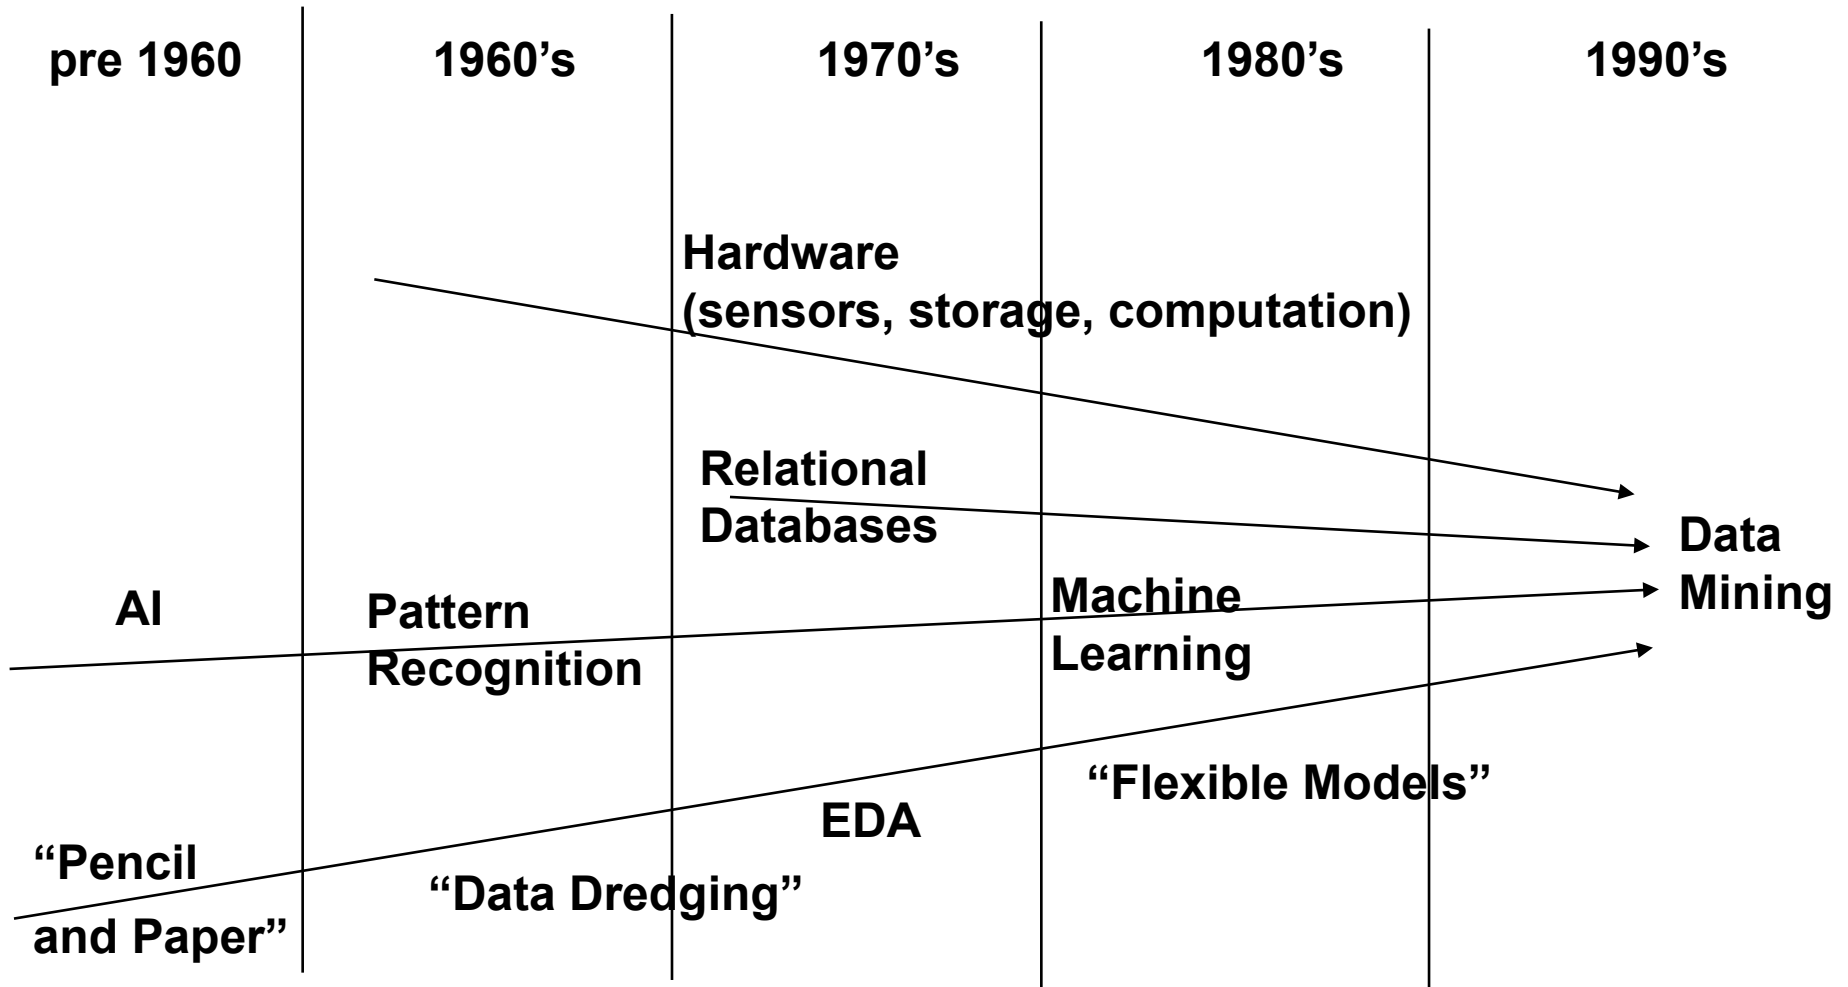 pre 1960
1960’s
1970’s
1980’s
1990’s
Hardware
(sensors, storage, computation)
Relational
Databases
Data
Mining
AI
Pattern
Recognition
Machine
Learning
“Flexible Models”
EDA
“Pencil
and Paper”
“Data Dredging”